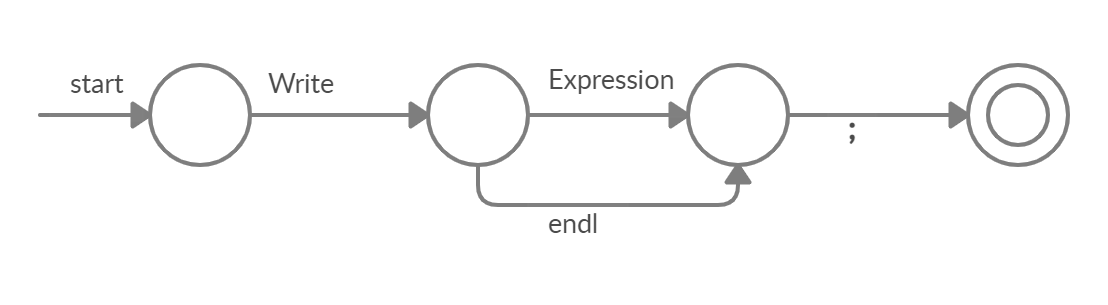 start
Write
Expression
;
endl